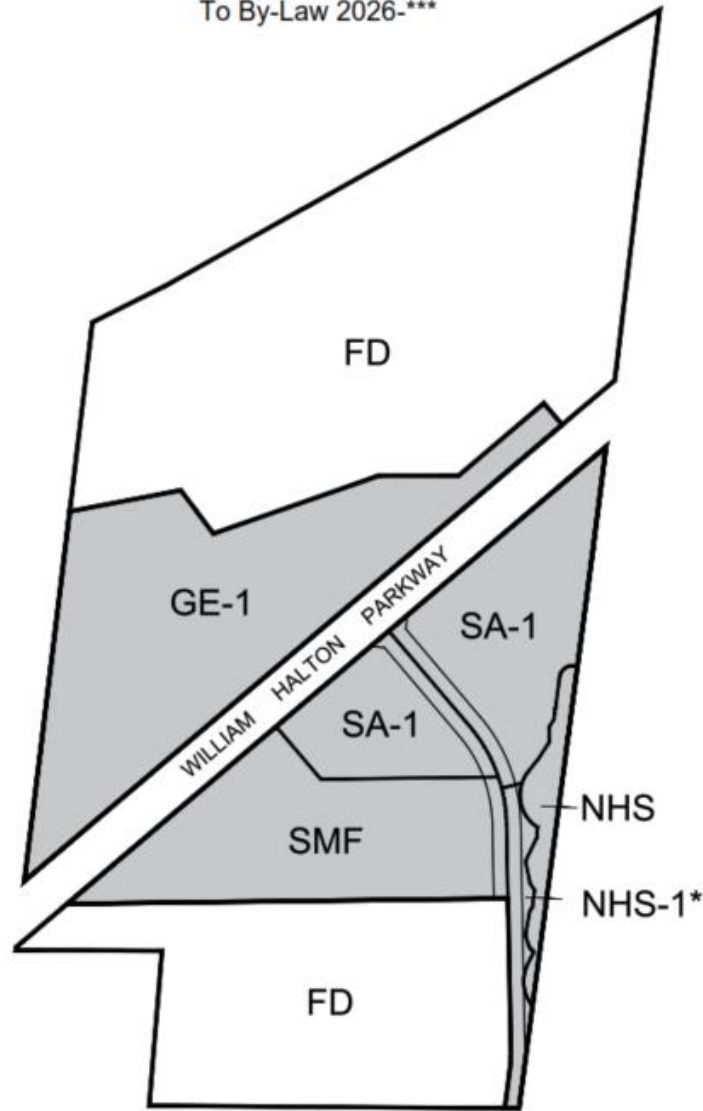 To By-Law 2026-***
FD
GE-1
WILLIAM HALTON PARKWAY
SA-1
SA-1
NHS
SMF
NHS-1*
FD